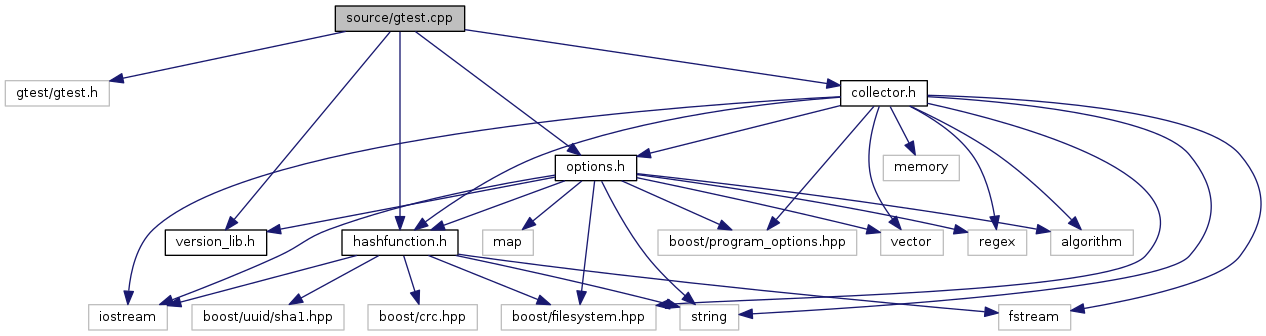 source/gtest.cpp
gtest/gtest.h
collector.h
options.h
memory
version_lib.h
hashfunction.h
map
boost/program_options.hpp
vector
regex
algorithm
iostream
boost/uuid/sha1.hpp
boost/crc.hpp
boost/filesystem.hpp
string
fstream